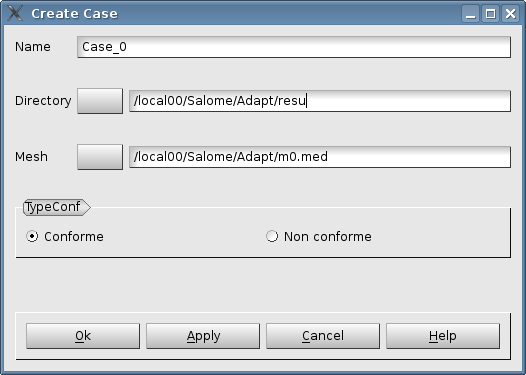 Create Case
Name Case_0
Directory /local00/Salome/Adapt/resu
Mesh /local00/Salome/Adapt/m0.med
TypeConf
Conforme Non conforme
Ok Apply Cancel Help